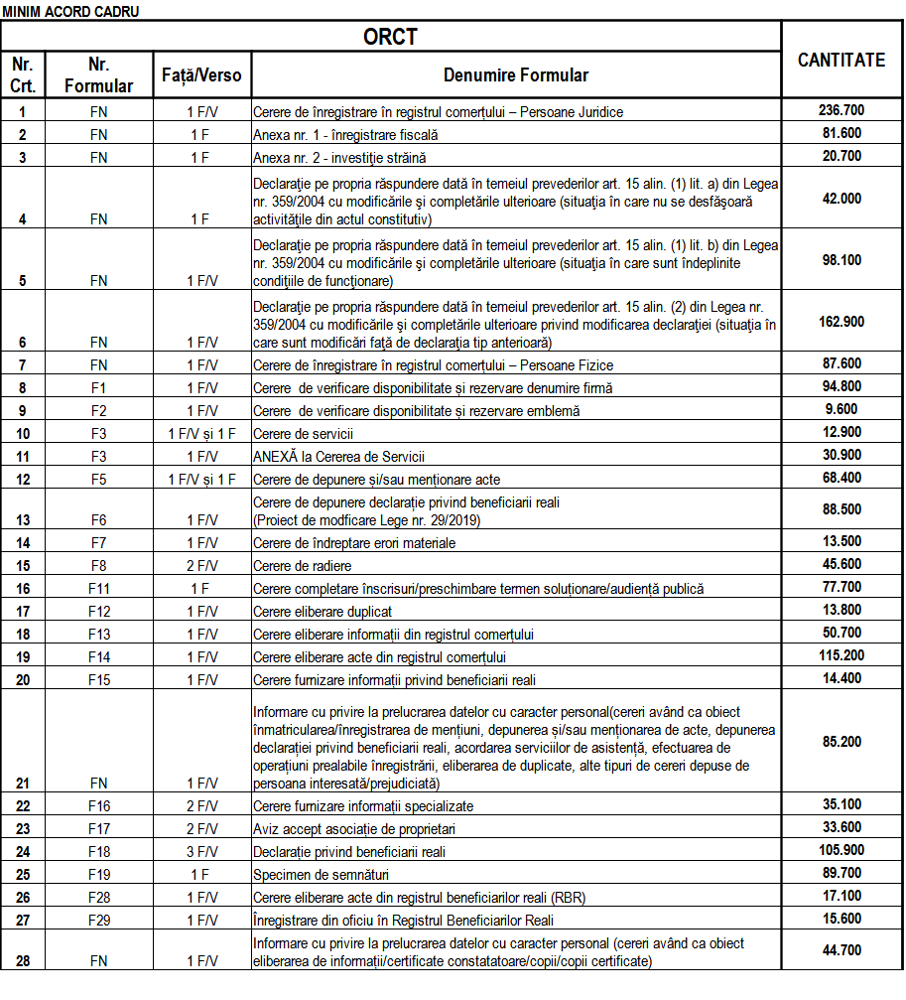 MINIM ACORD CADRU
ORCT
CANTITATE
Nr. Crt.
Nr. Formular
Față/Verso
Denumire Formular
1 FN 1 F/V Cerere de înregistrare în registrul comerțului – Persoane Juridice 236.700
2 FN 1 F Anexa nr. 1 - înregistrare fiscală 81.600
3 FN 1 F Anexa nr. 2 - investiţie străină 20.700
Declaraţie pe propria răspundere dată în temeiul prevederilor art. 15 alin. (1) lit. a) din Legea
nr. 359/2004 cu modificările şi completările ulterioare (situaţia în care nu se desfăşoară
activităţile din actul constitutiv)
4 FN 1 F 42.000
Declaraţie pe propria răspundere dată în temeiul prevederilor art. 15 alin. (1) lit. b) din Legea
nr. 359/2004 cu modificările şi completările ulterioare (situaţia în care sunt îndeplinite
condiţiile de funcţionare)
5 FN 1 F/V 98.100
Declaraţie pe propria răspundere dată în temeiul prevederilor art. 15 alin. (2) din Legea nr.
359/2004 cu modificările şi completările ulterioare privind modificarea declaraţiei (situaţia în
care sunt modificări faţă de declaraţia tip anterioară)
6 FN 1 F/V 162.900
7 FN 1 F/V Cerere de înregistrare în registrul comerțului – Persoane Fizice 87.600
8 F1 1 F/V Cerere de verificare disponibilitate și rezervare denumire firmă 94.800
9 F2 1 F/V Cerere de verificare disponibilitate și rezervare emblemă 9.600
10 F3 1 F/V și 1 F Cerere de servicii 12.900
11 F3 1 F/V ANEXĂ la Cererea de Servicii 30.900
12 F5 1 F/V și 1 F Cerere de depunere și/sau menționare acte 68.400
Cerere de depunere declarație privind beneficiarii reali
(Proiect de modficare Lege nr. 29/2019)
13 F6 1 F/V 88.500
14 F7 1 F/V Cerere de îndreptare erori materiale 13.500
15 F8 2 F/V Cerere de radiere 45.600
16 F11 1 F Cerere completare înscrisuri/preschimbare termen soluționare/audiență publică 77.700
17 F12 1 F/V Cerere eliberare duplicat 13.800
18 F13 1 F/V Cerere eliberare informații din registrul comerțului 50.700
19 F14 1 F/V Cerere eliberare acte din registrul comerțului 115.200
20 F15 1 F/V Cerere furnizare informații privind beneficiarii reali 14.400
Informare cu privire la prelucrarea datelor cu caracter personal(cereri având ca obiect
înmatricularea/înregistrarea de mențiuni, depunerea și/sau menționarea de acte, depunerea
declarației privind beneficiarii reali, acordarea serviciilor de asistență, efectuarea de
operațiuni prealabile înregistrării, eliberarea de duplicate, alte tipuri de cereri depuse de
persoana interesată/prejudiciată)
21 FN 1 F/V 85.200
22 F16 2 F/V Cerere furnizare informații specializate 35.100
23 F17 2 F/V Aviz accept asociație de proprietari 33.600
24 F18 3 F/V Declarație privind beneficiarii reali 105.900
25 F19 1 F Specimen de semnături 89.700
26 F28 1 F/V Cerere eliberare acte din registrul beneficiarilor reali (RBR) 17.100
27 F29 1 F/V Înregistrare din oficiu în Registrul Beneficiarilor Reali 15.600
Informare cu privire la prelucrarea datelor cu caracter personal (cereri având ca obiect
eliberarea de informații/certificate constatatoare/copii/copii certificate)
28 FN 1 F/V 44.700